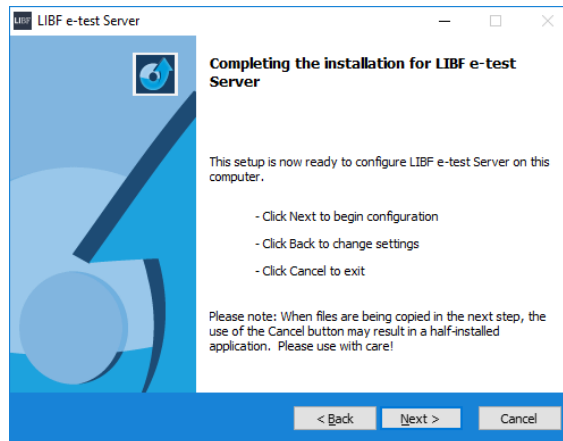 LIBF LIBF e-test Server
Completing the installation for LIBF e-test
Server
This setup is now ready to configure LIBF e-test Server on this
computer.
- Click Next to begin configuration
- Click Back to change settings
- Click Cancel to exit
Please note: When files are being copied in the next step, the
use of the Cancel button may result in a half-installed
application.  Please use with care!
< Back
Next >
Cancel